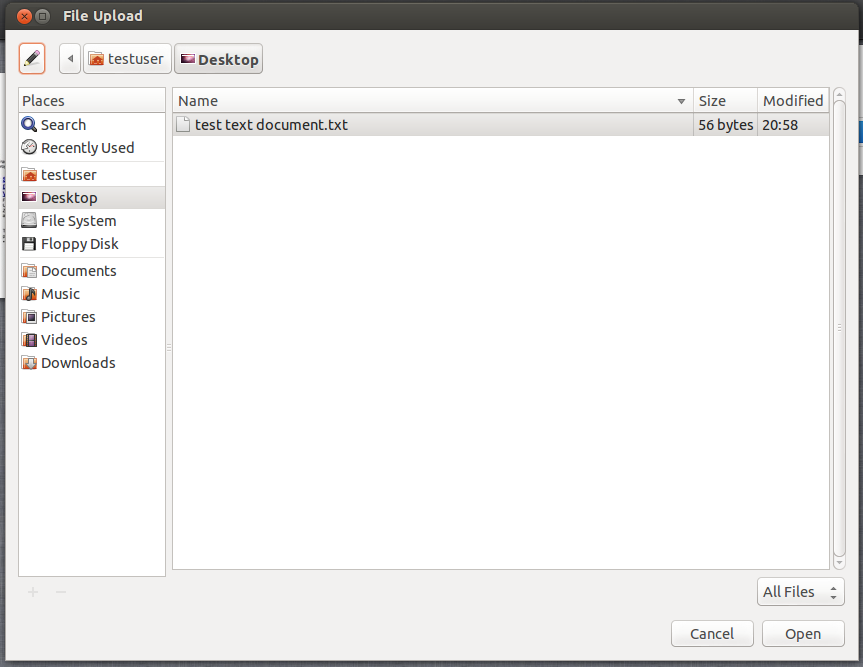 File Upload
testuser Desktop
Places
Search
Recently Used
testuser
Desktop
File System
Floppy Disk
Documents
Music
Pictures
Videos
Downloads
Name Size Modified
test text document.txt 56 bytes 20:58
All Files
Cancel Open